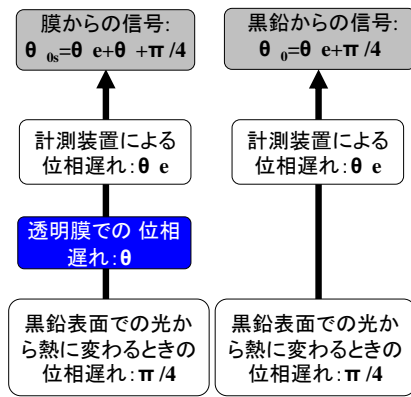 膜からの信号:
θ 0s=θ e+θ +π/4
計測装置による
位相遅れ:θ e
透明膜での 位相
遅れ:θ
黒鉛表面での光か
ら熱に変わるときの
位相遅れ:π/4
黒鉛からの信号:
θ 0=θ e+π/4
計測装置による
位相遅れ:θ e
黒鉛表面での光か
ら熱に変わるときの
位相遅れ:π/4